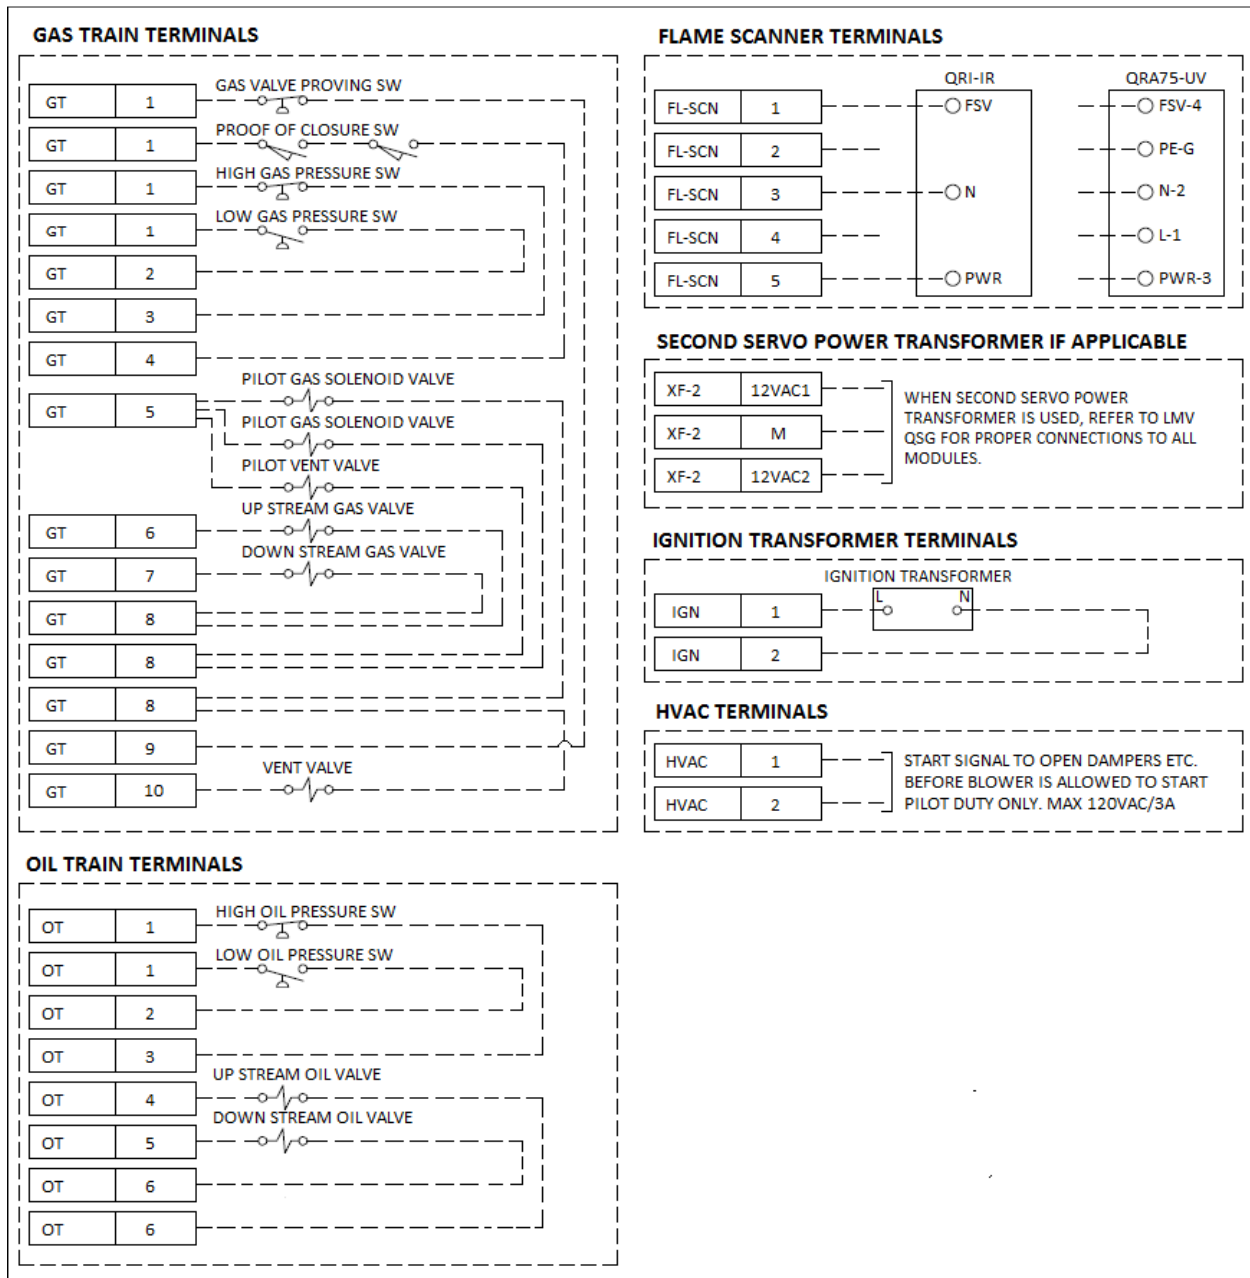 GAS TRAIN TERMINALS
GT 1 GAS VALVE PROVING SW
GT 1 PROOF OF CLOSURE SW
GT 1 HIGH GAS PRESSURE SW
GT 1 LOW GAS PRESSURE SW
GT 2
GT 3
GT 4
PILOT GAS SOLENOID VALVE
GT 5
PILOT GAS SOLENOID VALVE
PILOT VENT VALVE
UP STREAM GAS VALVE
GT 6
DOWN STREAM GAS VALVE
GT 7
GT 8
GT 8
GT 8
GT 9
VENT VALVE
GT 10
OIL TRAIN TERMINALS
HIGH OIL PRESSURE SW
OT 1
LOW OIL PRESSURE SW
OT 1
OT 2
OT 3
UP STREAM OIL VALVE
OT 4
DOWN STREAM OIL VALVE
OT 5
OT 6
OT 6
FLAME SCANNER TERMINALS
QRI-IR QRA75-UV
FL-SCN 1 FSV FSV-4
FL-SCN 2 PE-G
FL-SCN 3 N N-2
FL-SCN 4 L-1
FL-SCN 5 PWR PWR-3
SECOND SERVO POWER TRANSFORMER IF APPLICABLE
XF-2 12VAC1
XF-2 M
XF-2 12VAC2
WHEN SECOND SERVO POWER
TRANSFORMER IS USED, REFER TO LMV
QSG FOR PROPER CONNECTIONS TO ALL
MODULES.
IGNITION TRANSFORMER TERMINALS
IGNITION TRANSFORMER
L N
IGN 1
IGN 2
HVAC TERMINALS
HVAC 1
HVAC 2
START SIGNAL TO OPEN DAMPERS ETC.
BEFORE BLOWER IS ALLOWED TO START
PILOT DUTY ONLY. MAX 120VAC/3A